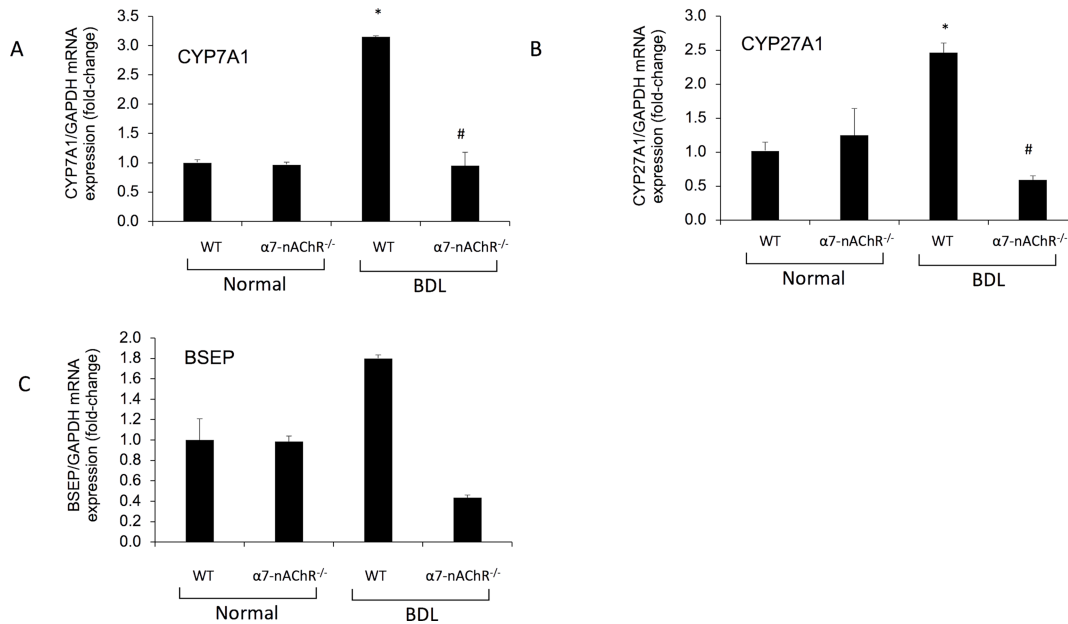 A
CYP7A1/GAPDH mRNA
expression (fold-change)
3.5
3.0
2.5
2.0
1.5
1.0
0.5
0.0
CYP7A1
*
#
WT
α7-nAChR-/-
WT
α7-nAChR-/-
Normal
BDL
B
CYP27A1/GAPDH mRNA
expression (fold-change)
3.0
2.5
2.0
1.5
1.0
0.5
0.0
CYP27A1
*
#
WT
α7-nAChR-/-
WT
α7-nAChR-/-
Normal
BDL
C
BSEP/GAPDH mRNA
expression (fold-change)
2.0
1.8
1.6
1.4
1.2
1.0
0.8
0.6
0.4
0.2
0.0
BSEP
WT
α7-nAChR-/-
WT
α7-nAChR-/-
Normal
BDL